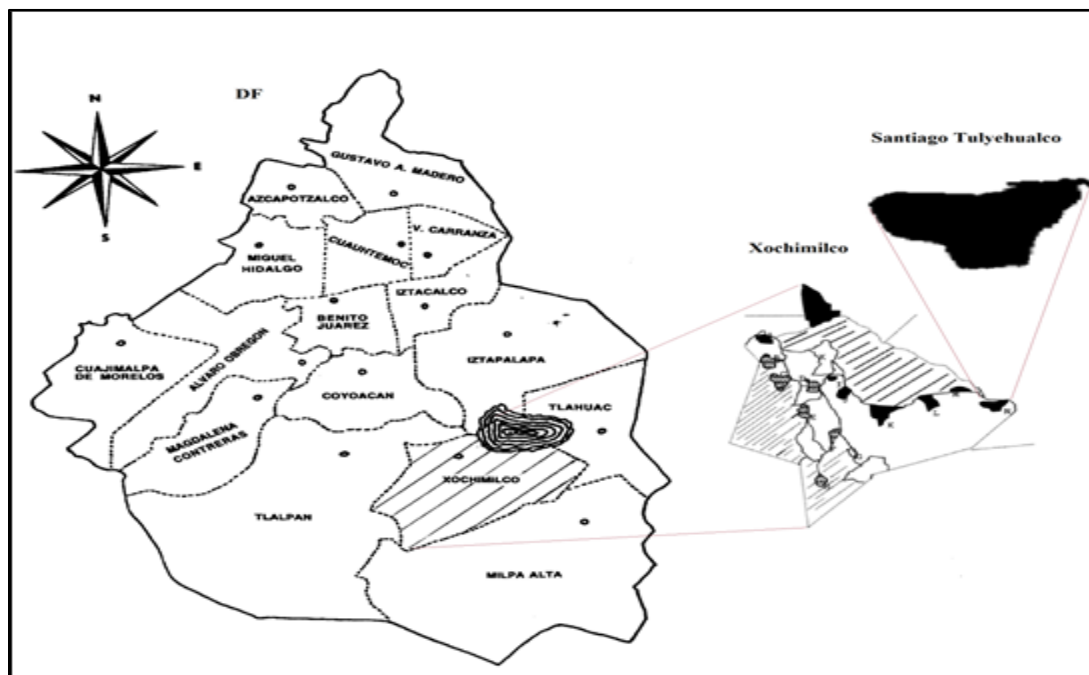 DF
N
E
S
Santiago Tulyehualco
Xochimilco
GUSTAVO A. MADERO
AZCAPOTZALCO
V. CARRANZA
CUAUHTEMOC
MIGUEL
HIDALGO
IZTACALCO
BENITO
JUAREZ
IZTAPALAPA
CUAJIMALPA
DE MORELOS
ALVARO OBREGON
COYOACAN
TLAHUAC
MAGDALENA
CONTRERAS
XOCHIMILCO
TLALPAN
MILPA ALTA
K
L